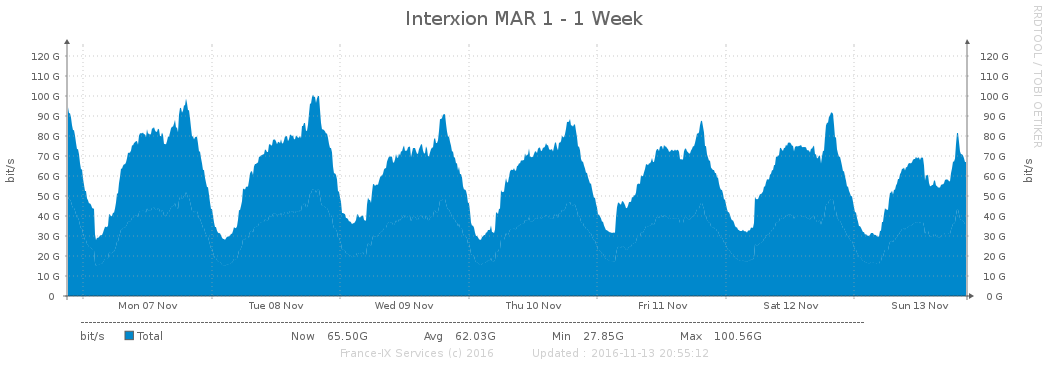 Interxion MAR 1 - 1 Week
RRDTOOL / TOBI OETIKER
bit/s
120 G 120 G
110 G 110 G
100 G 100 G
90 G 90 G
80 G 80 G
70 G 70 G
60 G 60 G
50 G 50 G
40 G 40 G
30 G 30 G
20 G 20 G
10 G 10 G
0 0 G
bit/s
Mon 07 Nov Tue 08 Nov Wed 09 Nov Thu 10 Nov Fri 11 Nov Sat 12 Nov Sun 13 Nov
bit/s Total Now 65.50G Avg 62.03G Min 27.85G Max 100.56G
France-IX Services (c) 2016 Updated : 2016-11-13 20:55:12